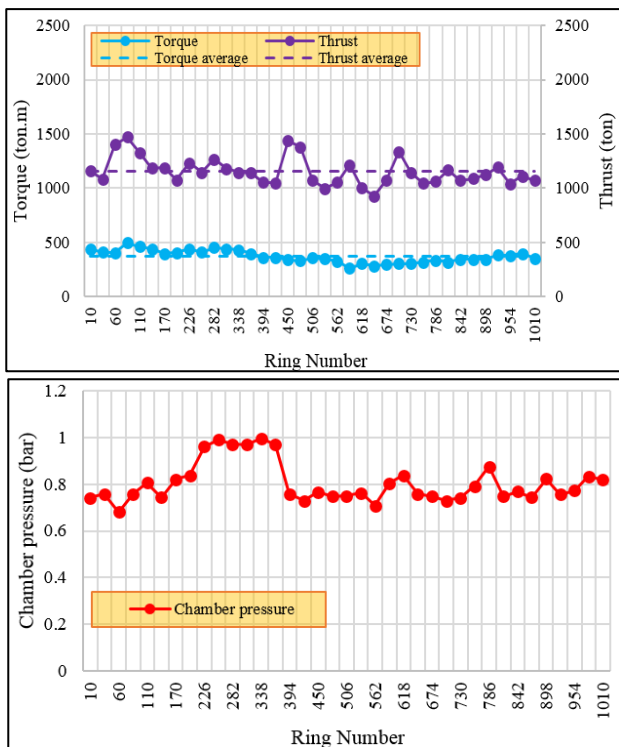 2500 2500
Torque Thrust
Torque average Thrust average
2000 2000
1500 1500
1000 1000
500 500
0 0
Torque (ton.m)
Thrust (ton)
10 60 110 170 226 282 338 394 450 506 562 618 674 730 786 842 898 954 1010
Ring Number
1.2
1
0.8
0.6
0.4
0.2
0
Chamber pressure (bar)
Chamber pressure
10 60 110 170 226 282 338 394 450 506 562 618 674 730 786 842 898 954 1010
Ring Number